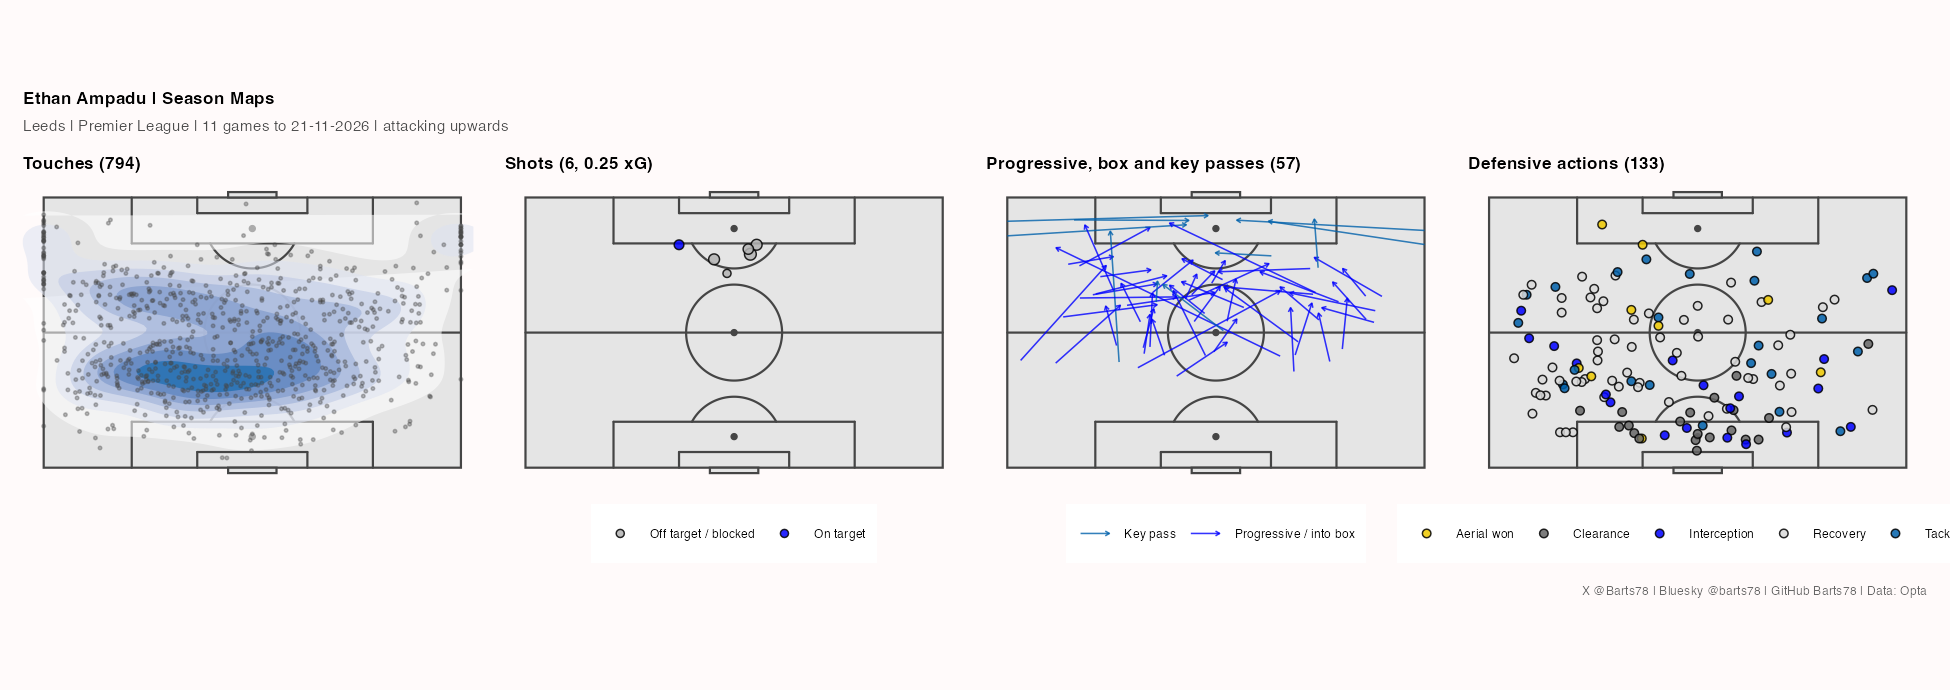 Ethan Ampadu | Season Maps
Leeds | Premier League | 11 games to 21-11-2026 | attacking upwards
Touches (794)
Shots (6, 0.25 xG)
Progressive, box and key passes (57)
Defensive actions (133)
Off target / blocked
On target
Key pass
Progressive / into box
Aerial won
Clearance
Interception
Recovery
Tack
X @Barts78 | Bluesky @barts78 | GitHub Barts78 | Data: Opta